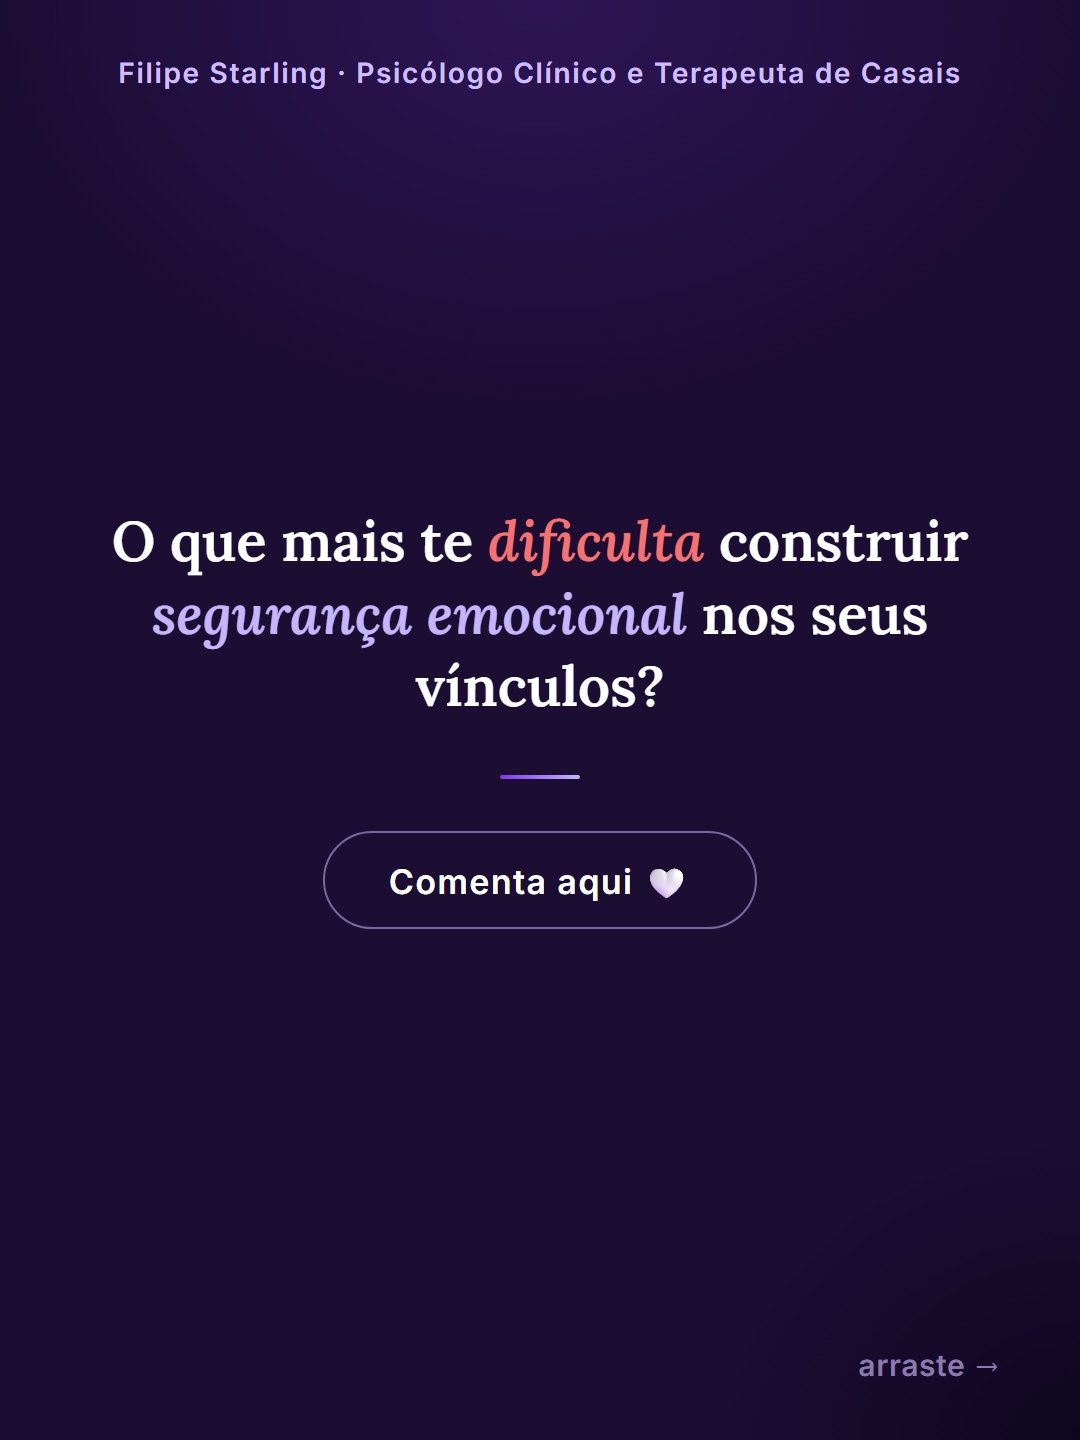 Filipe Starling · Psicólogo Clínico e Terapeuta de Casais
O que mais te dificulta construir
segurança emocional nos seus
vínculos?
Comenta aqui 🤍
arraste →